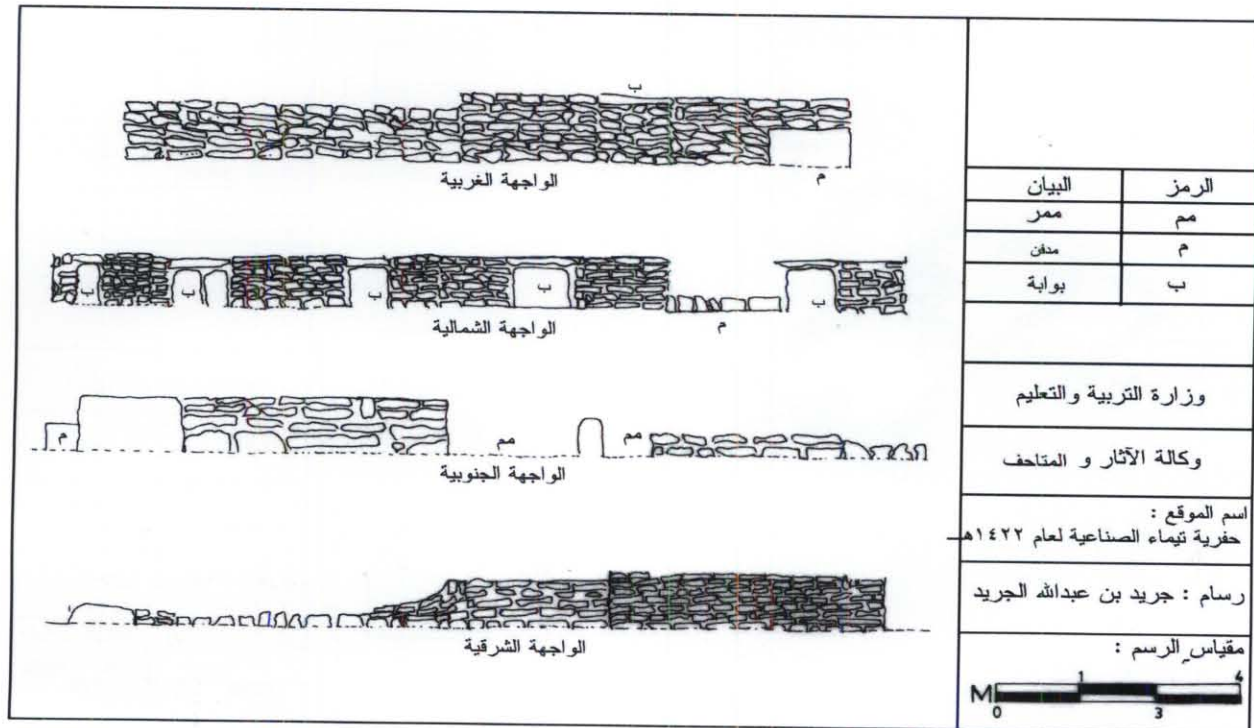 ب
الواجهة الغربية
م
ب
ب
ب
ب
ب
م
الواجهة الشمالية
م
مم
مم
الواجهة الجنوبية
الواجهة الشرقية
الرمز البيان
مم ممر
م مدفن
ب بوابة
وزارة التربية والتعليم
وكالة الآثار و المتاحف
اسم الموقع :
حفرية تيماء الصناعية لعام ١٤٢٢هـ
رسام : جريد بن عبدالله الجريد
مقياس الرسم :
1 4
M
0 3